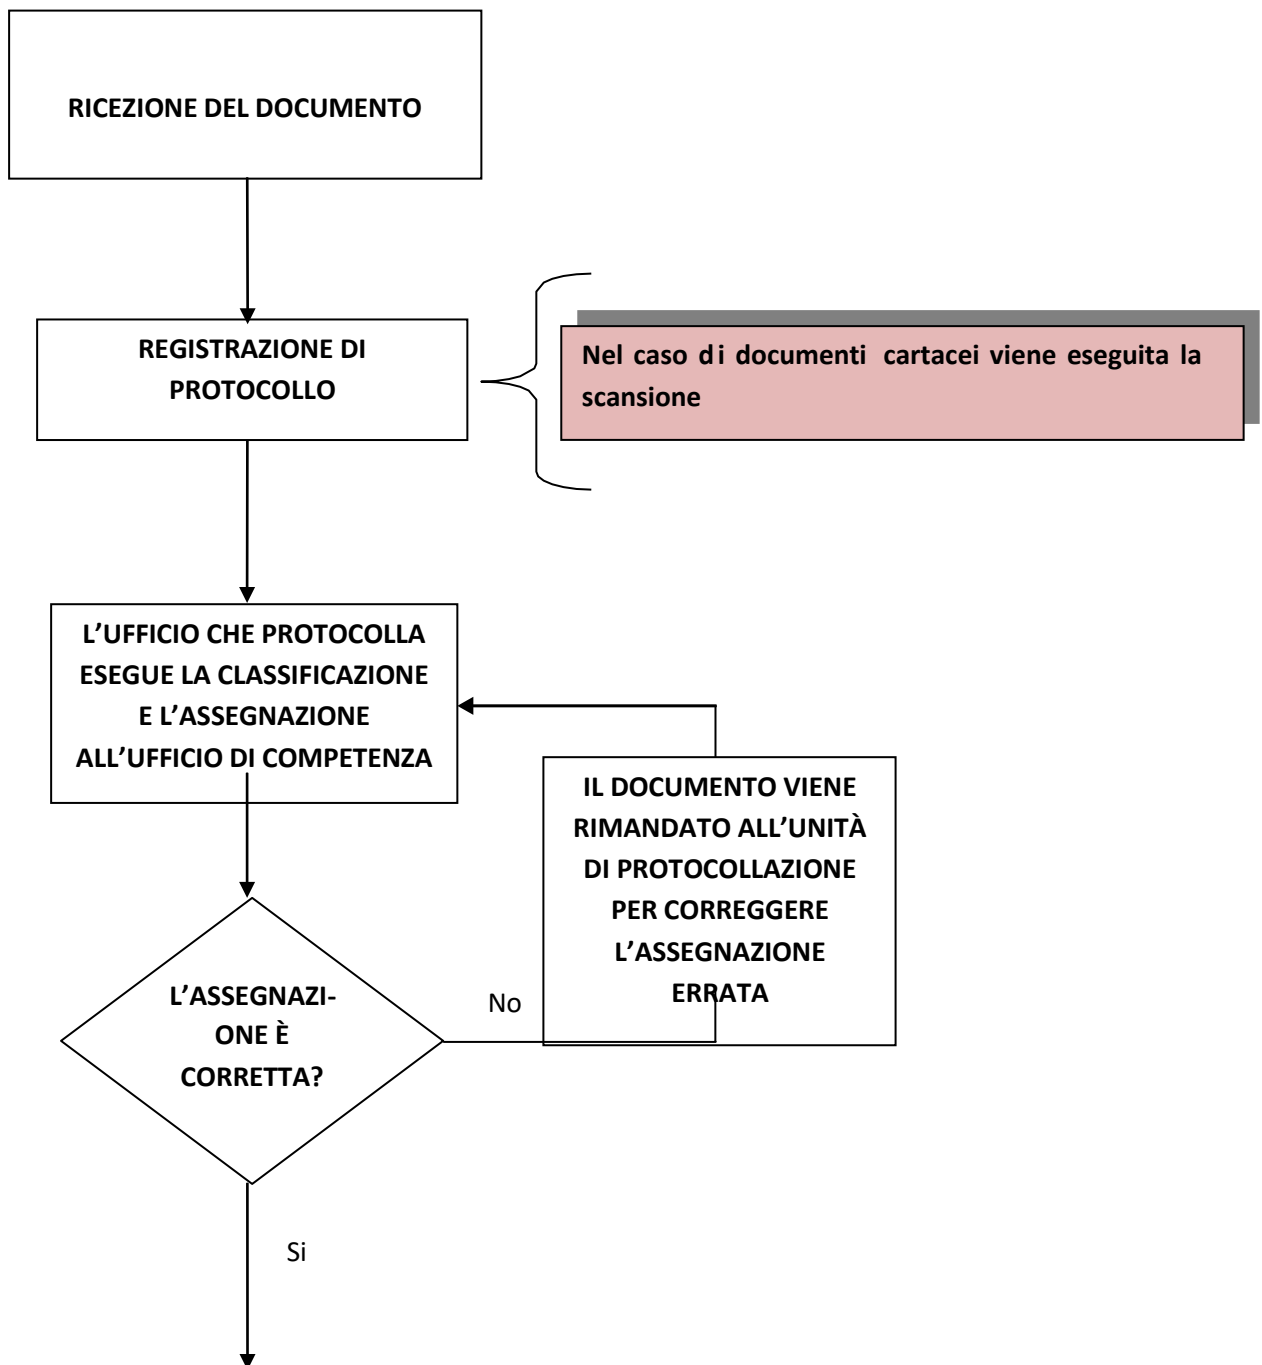 RICEZIONE DEL DOCUMENTO
REGISTRAZIONE DI
PROTOCOLLO
Nel caso di documenti cartacei viene eseguita la
scansione
L’UFFICIO CHE PROTOCOLLA
ESEGUE LA CLASSIFICAZIONE
E L’ASSEGNAZIONE
ALL’UFFICIO DI COMPETENZA
IL DOCUMENTO VIENE
RIMANDATO ALL’UNITÀ
DI PROTOCOLLAZIONE
PER CORREGGERE
L’ASSEGNAZIONE
ERRATA
L’ASSEGNAZI-
ONE È
CORRETTA?
No
Si